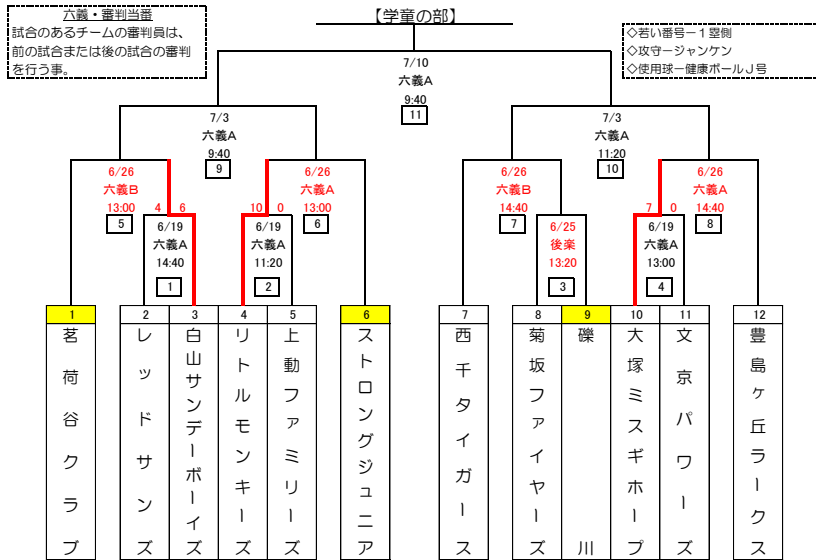 【学童の部】
六義・審判当番
試合のあるチームの審判員は、
前の試合または後の試合の審判
を行う事。
◇若い番号－１塁側
◇攻守－ジャンケン
◇使用球－健康ボールＪ号
7/10
六義A
9:40
11
7/3
六義A
9:40
9
7/3
六義A
11:20
10
6/26
六義B
13:00
5
6/26
六義A
13:00
6
6/26
六義B
14:40
7
6/26
六義A
14:40
8
4 6
6/19
六義A
14:40
1
10 0
6/19
六義A
11:20
2
6/25
後楽
13:20
3
7 0
6/19
六義A
13:00
4
1
茗荷谷クラブ
2
レッドサンズ
3
白山サンデーボーイズ
4
リトルモンキーズ
5
上動ファミリーズ
6
ストロングジュニア
7
西千タイガース
8
菊坂ファイヤーズ
9
礫川
10
大塚ミスギホープ
11
文京パワーズ
12
豊島ヶ丘ラークス